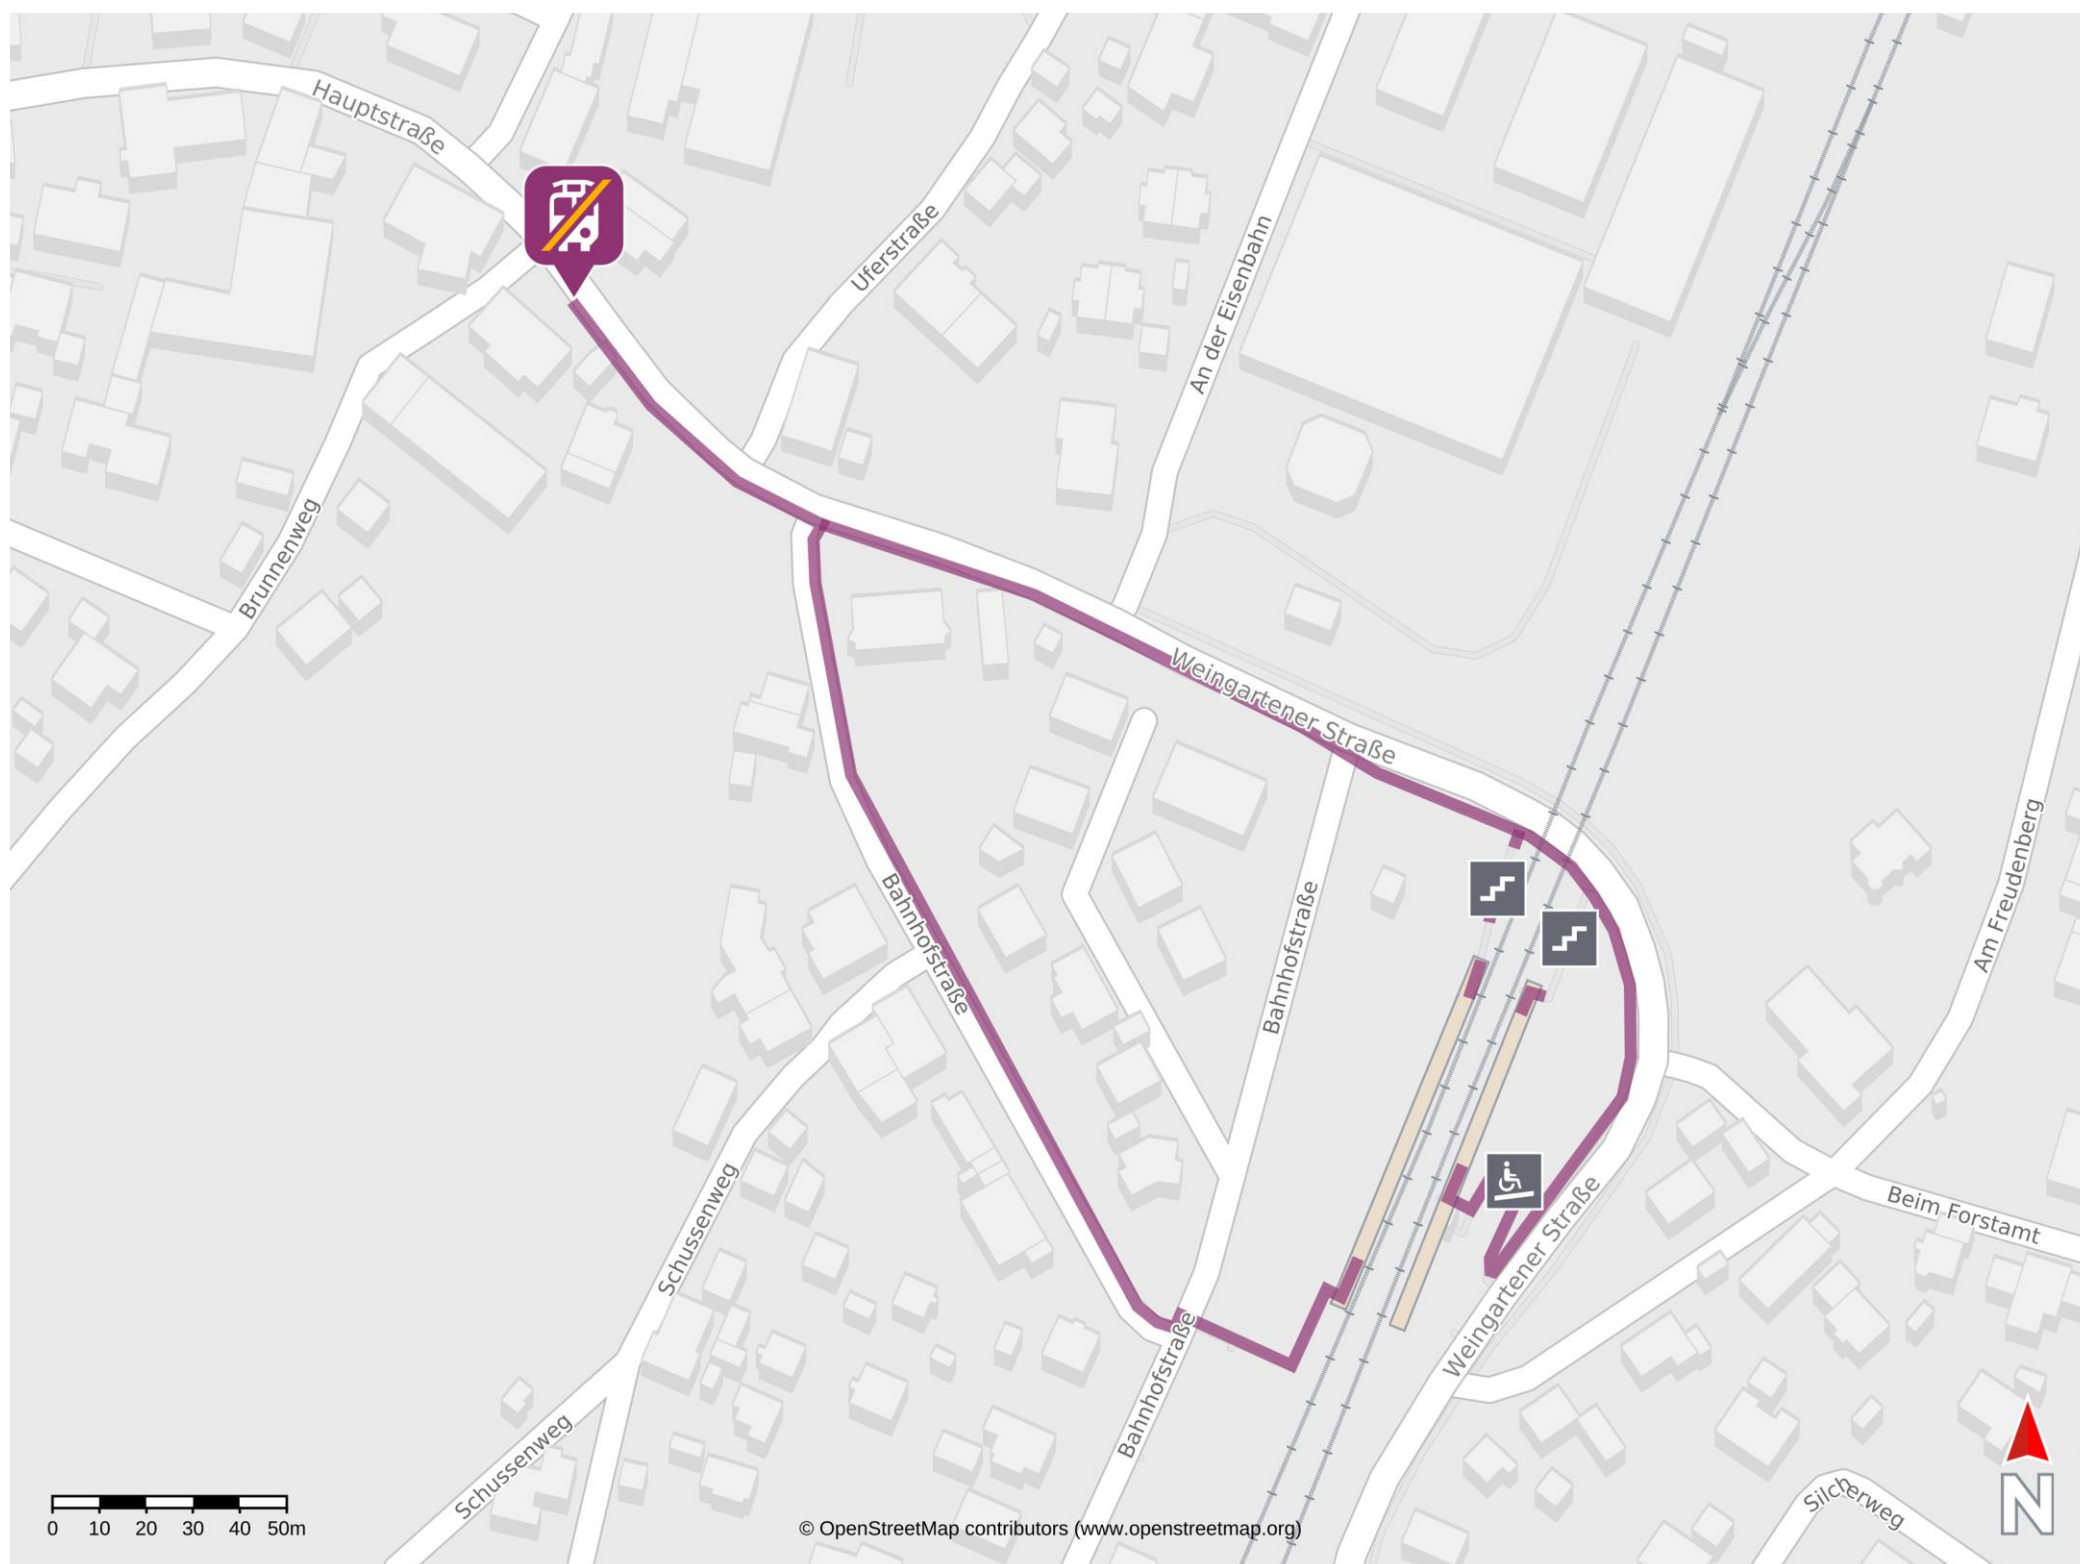 Hauptstraße
Uferstraße
An der Eisenbahn
Brunnenweg
Weingartener Straße
Am Freudenberg
Bahnhofstraße
Bahnhofstraße
Schussenweg
Weingartener Straße
Beim Forstamt
Bahnhofstraße
Schussenweg
Silcherweg
N
0 10 20 30 40 50m
© OpenStreetMap contributors (www.openstreetmap.org)